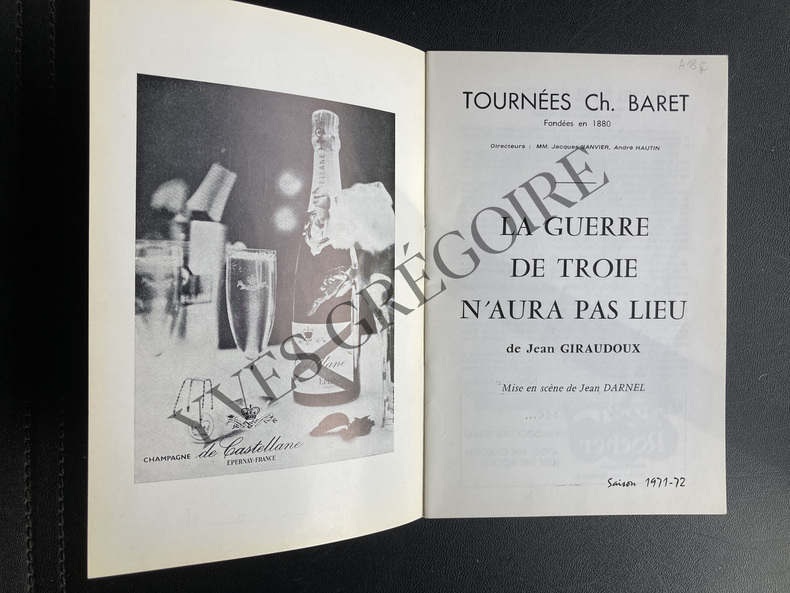 CASTELLANE
CHAMPAGNE de Castellane
EPERNAY-FRANCE
A18
TOURNÉES Ch. BARET
Fondées en 1880
Directeurs : MM. Jacques JANVIER, André HAUTIN
LA GUERRE
DE TROIE
N'AURA PAS LIEU
de Jean GIRAUDOUX
Mise en scène de Jean DARNEL
Saison 1971-72
YVES GRÉGOIRE